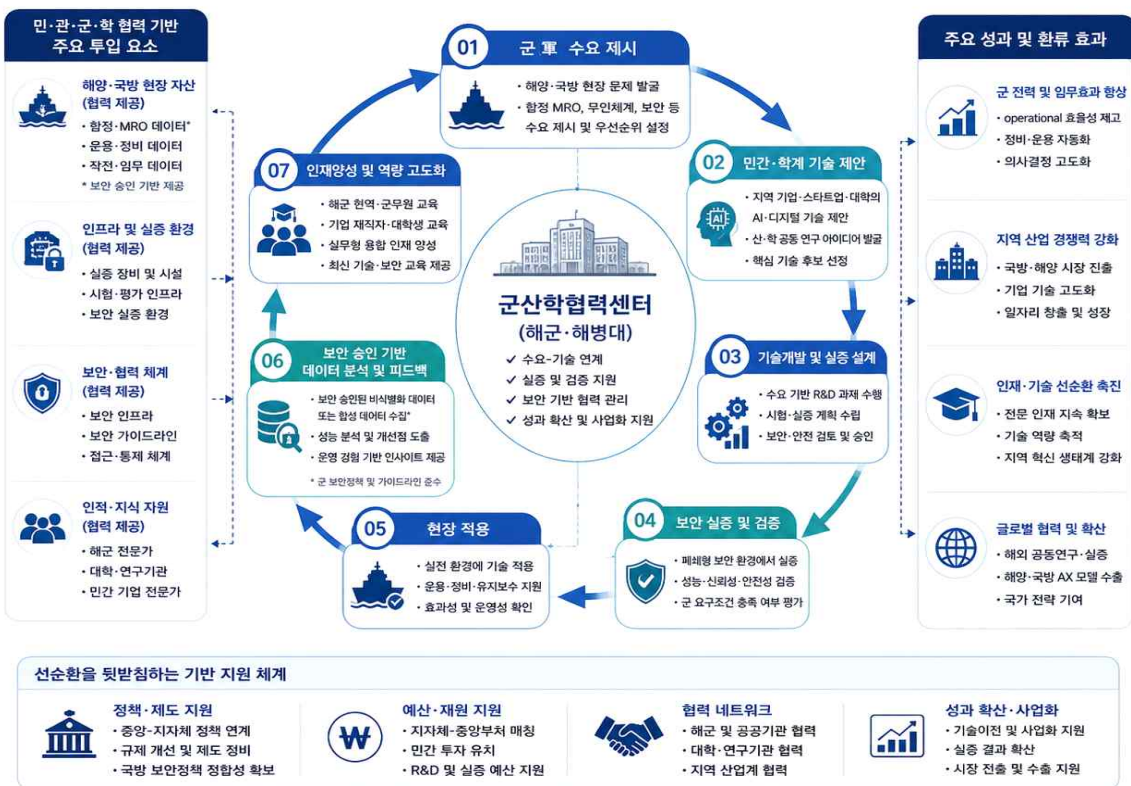 민·관·군·학 협력 기반
주요 투입 요소
해양·국방 현장 자산
(협력 제공)
• 함정·MRO 데이터*
• 운용·정비 데이터
• 작전·임무 데이터
* 보안 승인 기반 제공
인프라 및 실증 환경
(협력 제공)
• 실증 장비 및 시설
• 시험·평가 인프라
• 보안 실증 환경
보안·협력 체계
(협력 제공)
• 보안 인프라
• 보안 가이드라인
• 접근·통제 체계
인적·지식 자원
(협력 제공)
• 해군 전문가
• 대학·연구기관
• 민간 기업 전문가
01 군 軍 수요 제시
• 해양·국방 현장 문제 발굴
• 합정 MRO, 무인체계, 보안 등
수요 제시 및 우선순위 설정
02 민간·학계 기술 제안
AI
• 지역 기업·스타트업·대학의
AI·디지털 기술 제안
• 산·학 공동 연구 아이디어 발굴
• 핵심 기술 후보 선정
03 기술개발 및 실증 설계
• 수요 기반 R&D 과제 수행
• 시험·실증 계획 수립
• 보안·안전 검토 및 승인
04 보안 실증 및 검증
• 폐쇄형 보안 환경에서 실증
• 성능·신뢰성·안전성 검증
• 군 요구조건 충족 여부 평가
05 현장 적용
• 실전 환경에 기술 적용
• 운용·정비·유지보수 지원
• 효과성 및 운영성 확인
06 보안 승인 기반
데이터 분석 및 피드백
• 보안 승인된 비식별화 데이터
또는 합성 데이터 수집*
• 성능 분석 및 개선점 도출
• 운영 경험 기반 인사이트 제공
* 군 보안정책 및 가이드라인 준수
07 인재양성 및 역량 고도화
• 해군 현역·군무원 교육
• 기업 재직자·대학생 교육
• 실무형 융합 인재 양성
• 최신 기술·보안 교육 제공
군산학협력센터
(해군·해병대)
✓ 수요-기술 연계
✓ 실증 및 검증 지원
✓ 보안 기반 협력 관리
✓ 성과 확산 및 사업화 지원
주요 성과 및 환류 효과
군 전력 및 임무효과 향상
• operational 효율성 제고
• 정비·운용 자동화
• 의사결정 고도화
지역 산업 경쟁력 강화
• 국방·해양 시장 진출
• 기업 기술 고도화
• 일자리 창출 및 성장
인재·기술 선순환 촉진
• 전문 인재 지속 확보
• 기술 역량 축적
• 지역 혁신 생태계 강화
글로벌 협력 및 확산
• 해외 공동연구·실증
• 해양·국방 AX 모델 수출
• 국가 전략 기여
선순환을 뒷받침하는 기반 지원 체계
정책·제도 지원
• 중앙-지자체 정책 연계
• 규제 개선 및 제도 정비
• 국방 보안정책 정합성 확보
₩
예산·재원 지원
• 지자체-중앙부처 매칭
• 민간 투자 유치
• R&D 및 실증 예산 지원
협력 네트워크
• 해군 및 공공기관 협력
• 대학·연구기관 협력
• 지역 산업계 협력
성과 확산·사업화
• 기술이전 및 사업화 지원
• 실증 결과 확산
• 시장 전출 및 수출 지원